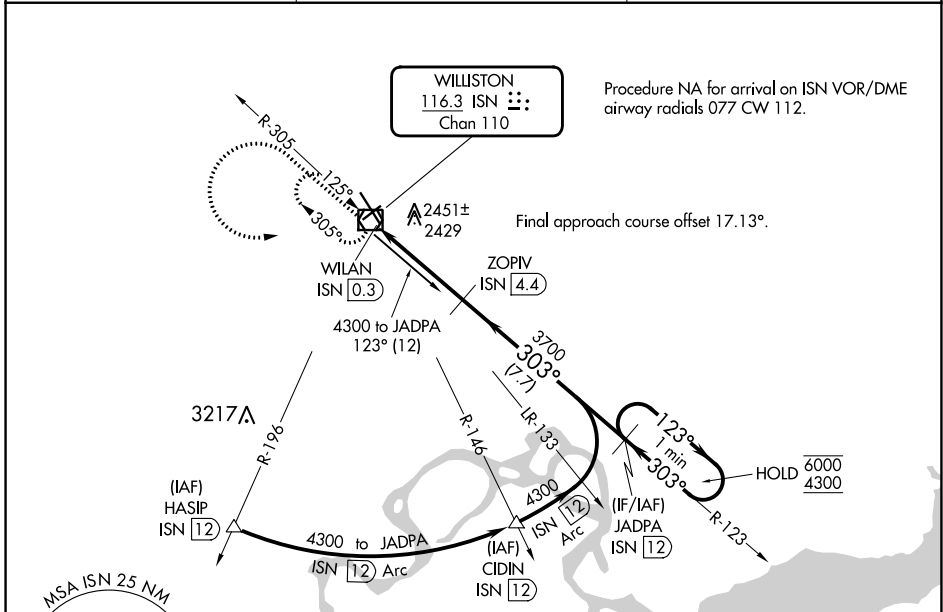 WILLISTON
116.3 ISN
Chan 110
Procedure NA for arrival on ISN VOR/DME
airway radials 077 CW 112.
R-305
125°
305°
2451±
2429
Final approach course offset 17.13°.
WILAN
ISN 0.3
ZOPIV
ISN 4.4
4300 to JADPA
123° (12)
3700
303°
(7.7)
3217
R-196
R-146
LR-133
123°
1 min
303°
HOLD 6000
4300
(IAF)
HASIP
ISN 12
4300 to JADPA
ISN 12 Arc
(IAF)
CIDIN
ISN 12
4300
ISN 12
Arc
(IF/IAF)
JADPA
ISN 12
R-123
MSA ISN 25 NM